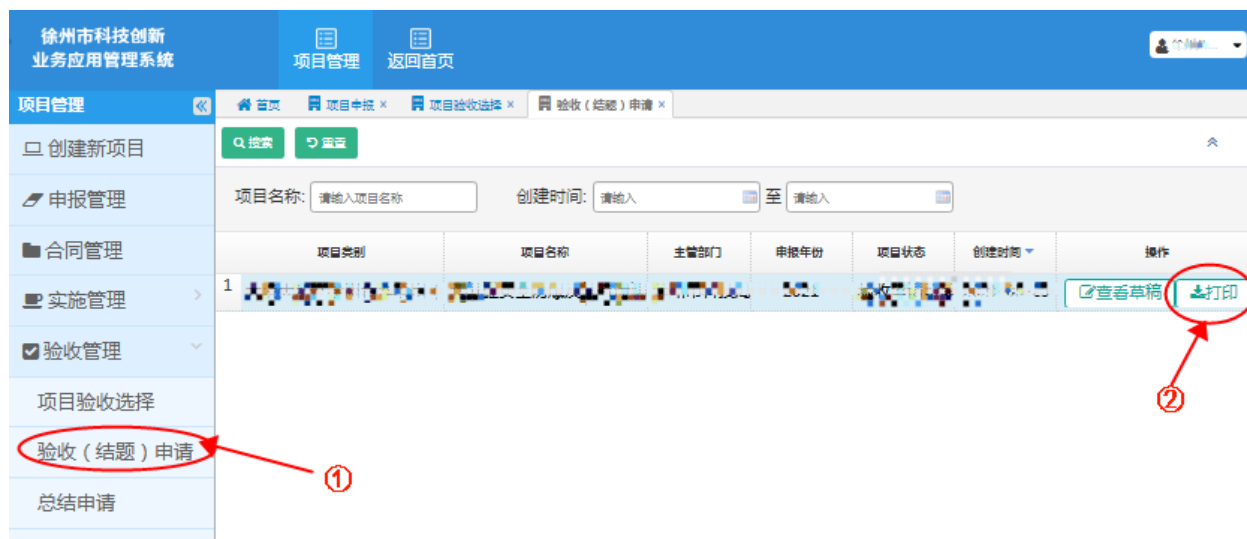 徐州市科技创新
业务应用管理系统
项目管理
返回首页
项目管理
首页 项目申报 × 项目验收选择 × 验收（结题）申请 ×
创建新项目
搜索 重置
申报管理
项目名称: 请输入项目名称 创建时间: 请输入 至 请输入
合同管理
项目类别 项目名称 主管部门 申报年份 项目状态 创建时间 操作
实施管理
1 查看草稿 打印
验收管理
②
项目验收选择
验收（结题）申请
①
总结申请